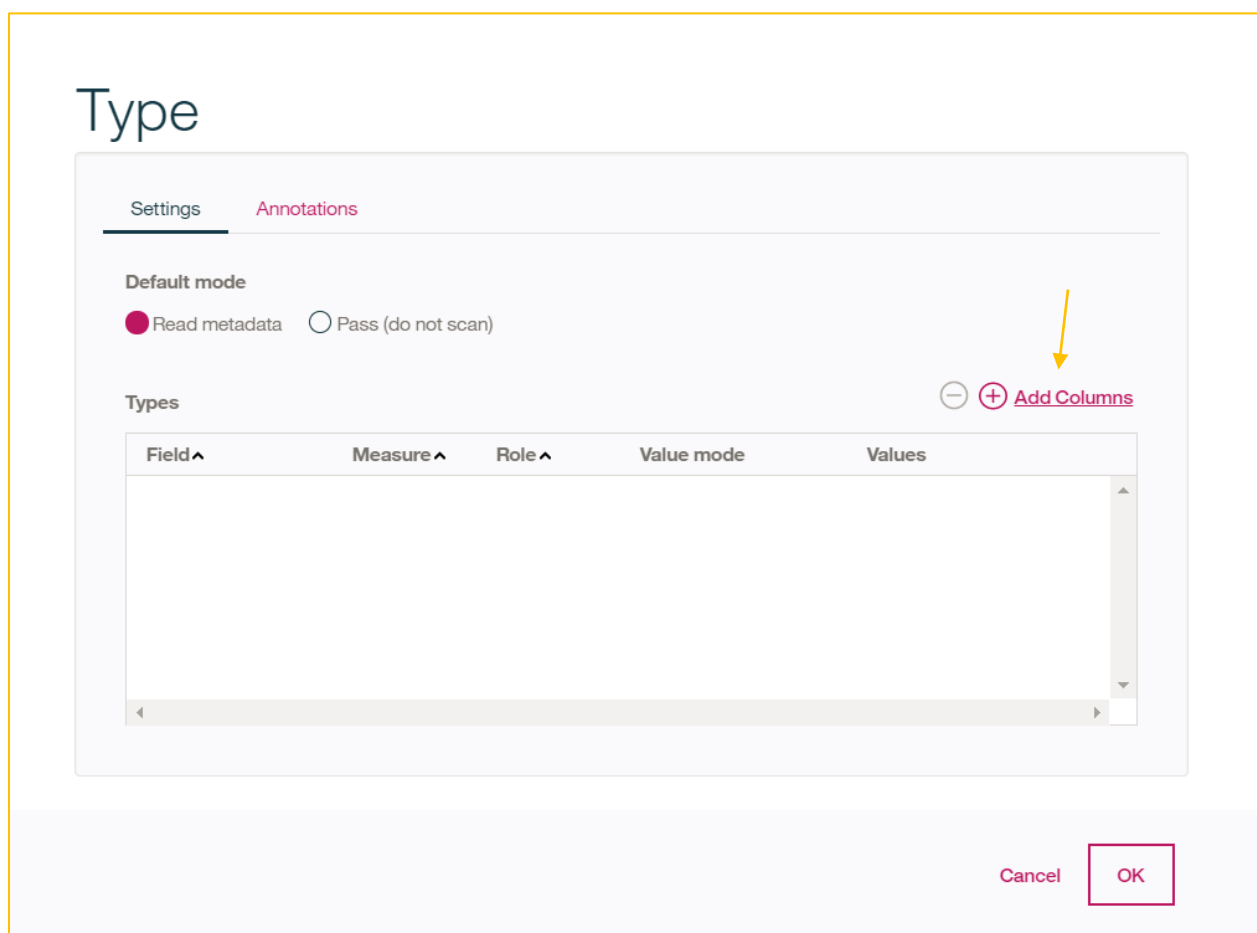 Type
Settings Annotations
Default mode
Read metadata Pass (do not scan)
Types Add Columns
Field Measure Role Value mode Values
Cancel OK